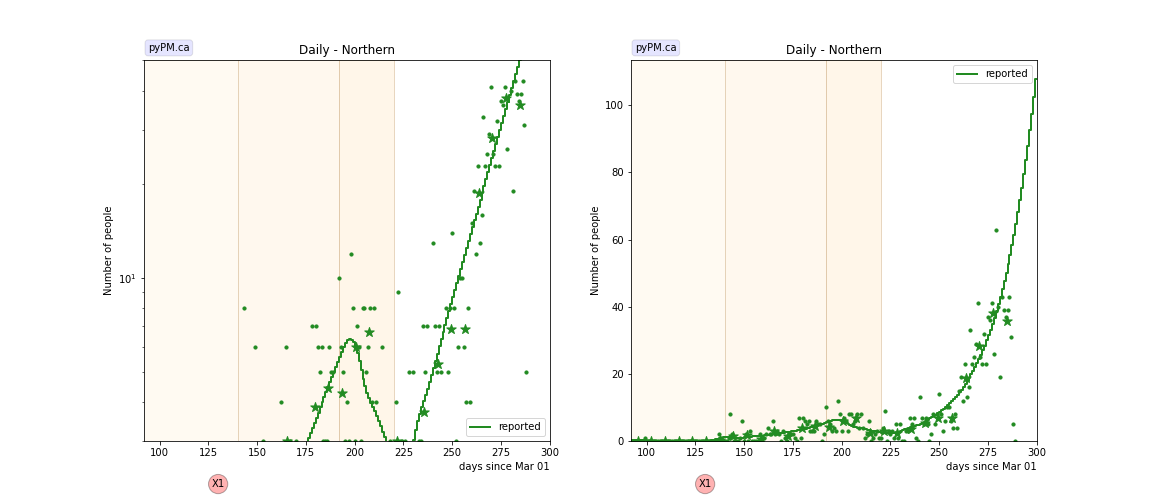 pyPM.ca
Daily - Northern
Number of people
10¹
reported
100 125 150 175 200 225 250 275 300
days since Mar 01
X1
pyPM.ca
Daily - Northern
reported
Number of people
100
80
60
40
20
0
100 125 150 175 200 225 250 275 300
days since Mar 01
X1